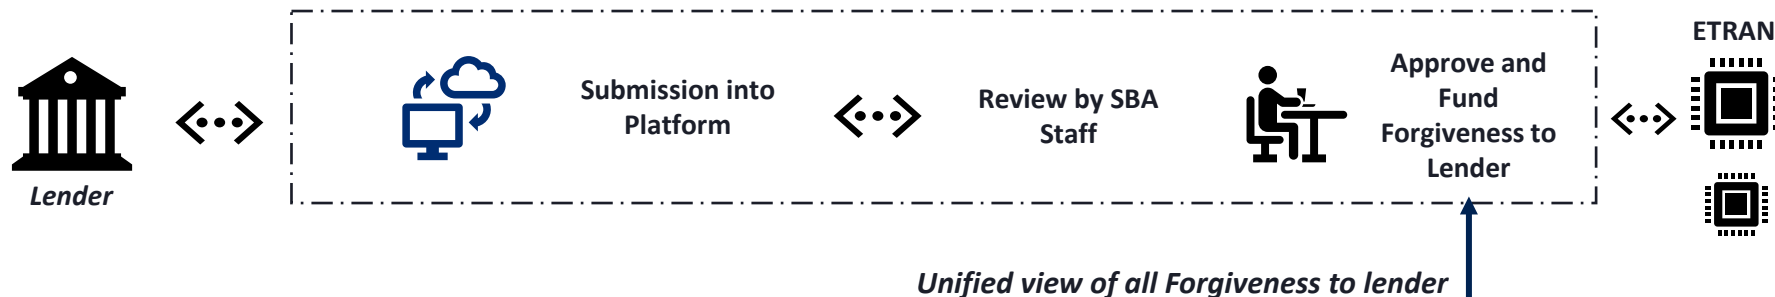 Lender
Submission into
Platform
Review by SBA
Staff
Approve and
Fund
Forgiveness to
Lender
ETRAN
Unified view of all Forgiveness to lender